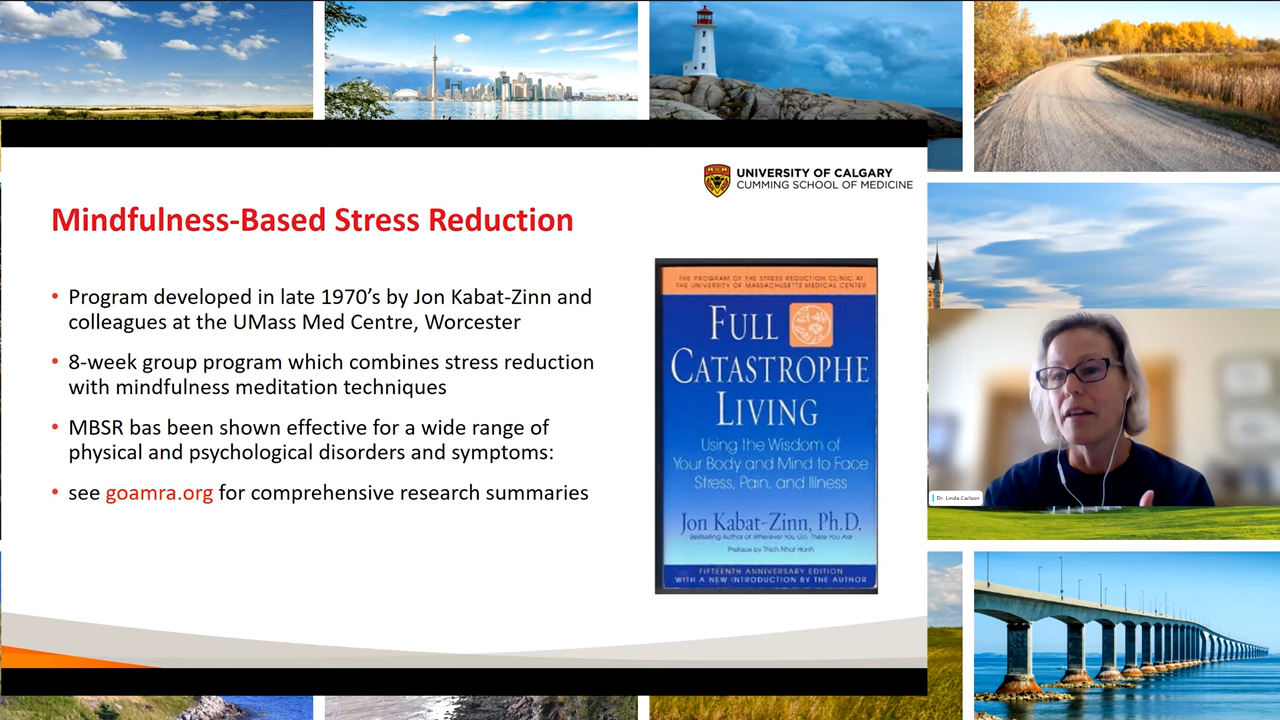 UNIVERSITY OF CALGARY
CUMMING SCHOOL OF MEDICINE
Mindfulness-Based Stress Reduction
• Program developed in late 1970’s by Jon Kabat-Zinn and
colleagues at the UMass Med Centre, Worcester
• 8-week group program which combines stress reduction
with mindfulness meditation techniques
• MBSR bas been shown effective for a wide range of
physical and psychological disorders and symptoms:
• see goamra.org for comprehensive research summaries
THE PROGRAM OF THE STRESS REDUCTION CLINIC AT
THE UNIVERSITY OF MASSACHUSETTS MEDICAL CENTER
FULL
CATASTROPHE
LIVING
Using the Wisdom of
Your Body and Mind to Face
Stress, Pain, and Illness
Jon Kabat-Zinn, Ph.D.
Bestselling Author of Wherever You Go, There You Are
Preface by Thich Nhat Hanh
FIFTEENTH ANNIVERSARY EDITION
WITH A NEW INTRODUCTION BY THE AUTHOR
Dr. Linda Carlson